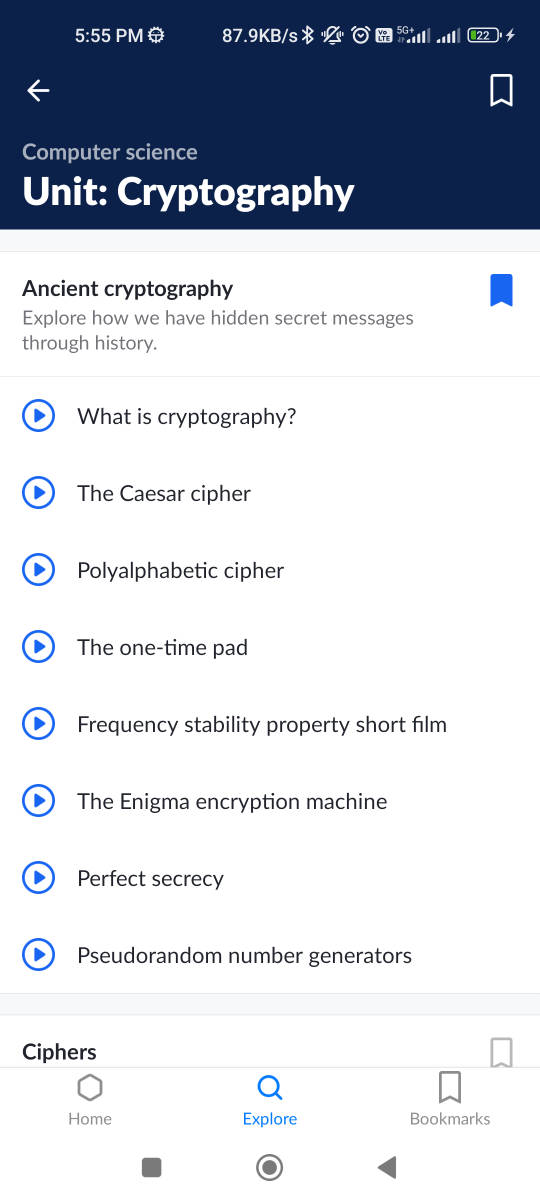 5:55 PM 87.9KB/s Vo LTE 5G+ 22
Computer science
Unit: Cryptography
Ancient cryptography
Explore how we have hidden secret messages
through history.
What is cryptography?
The Caesar cipher
Polyalphabetic cipher
The one-time pad
Frequency stability property short film
The Enigma encryption machine
Perfect secrecy
Pseudorandom number generators
Ciphers
Home Explore Bookmarks